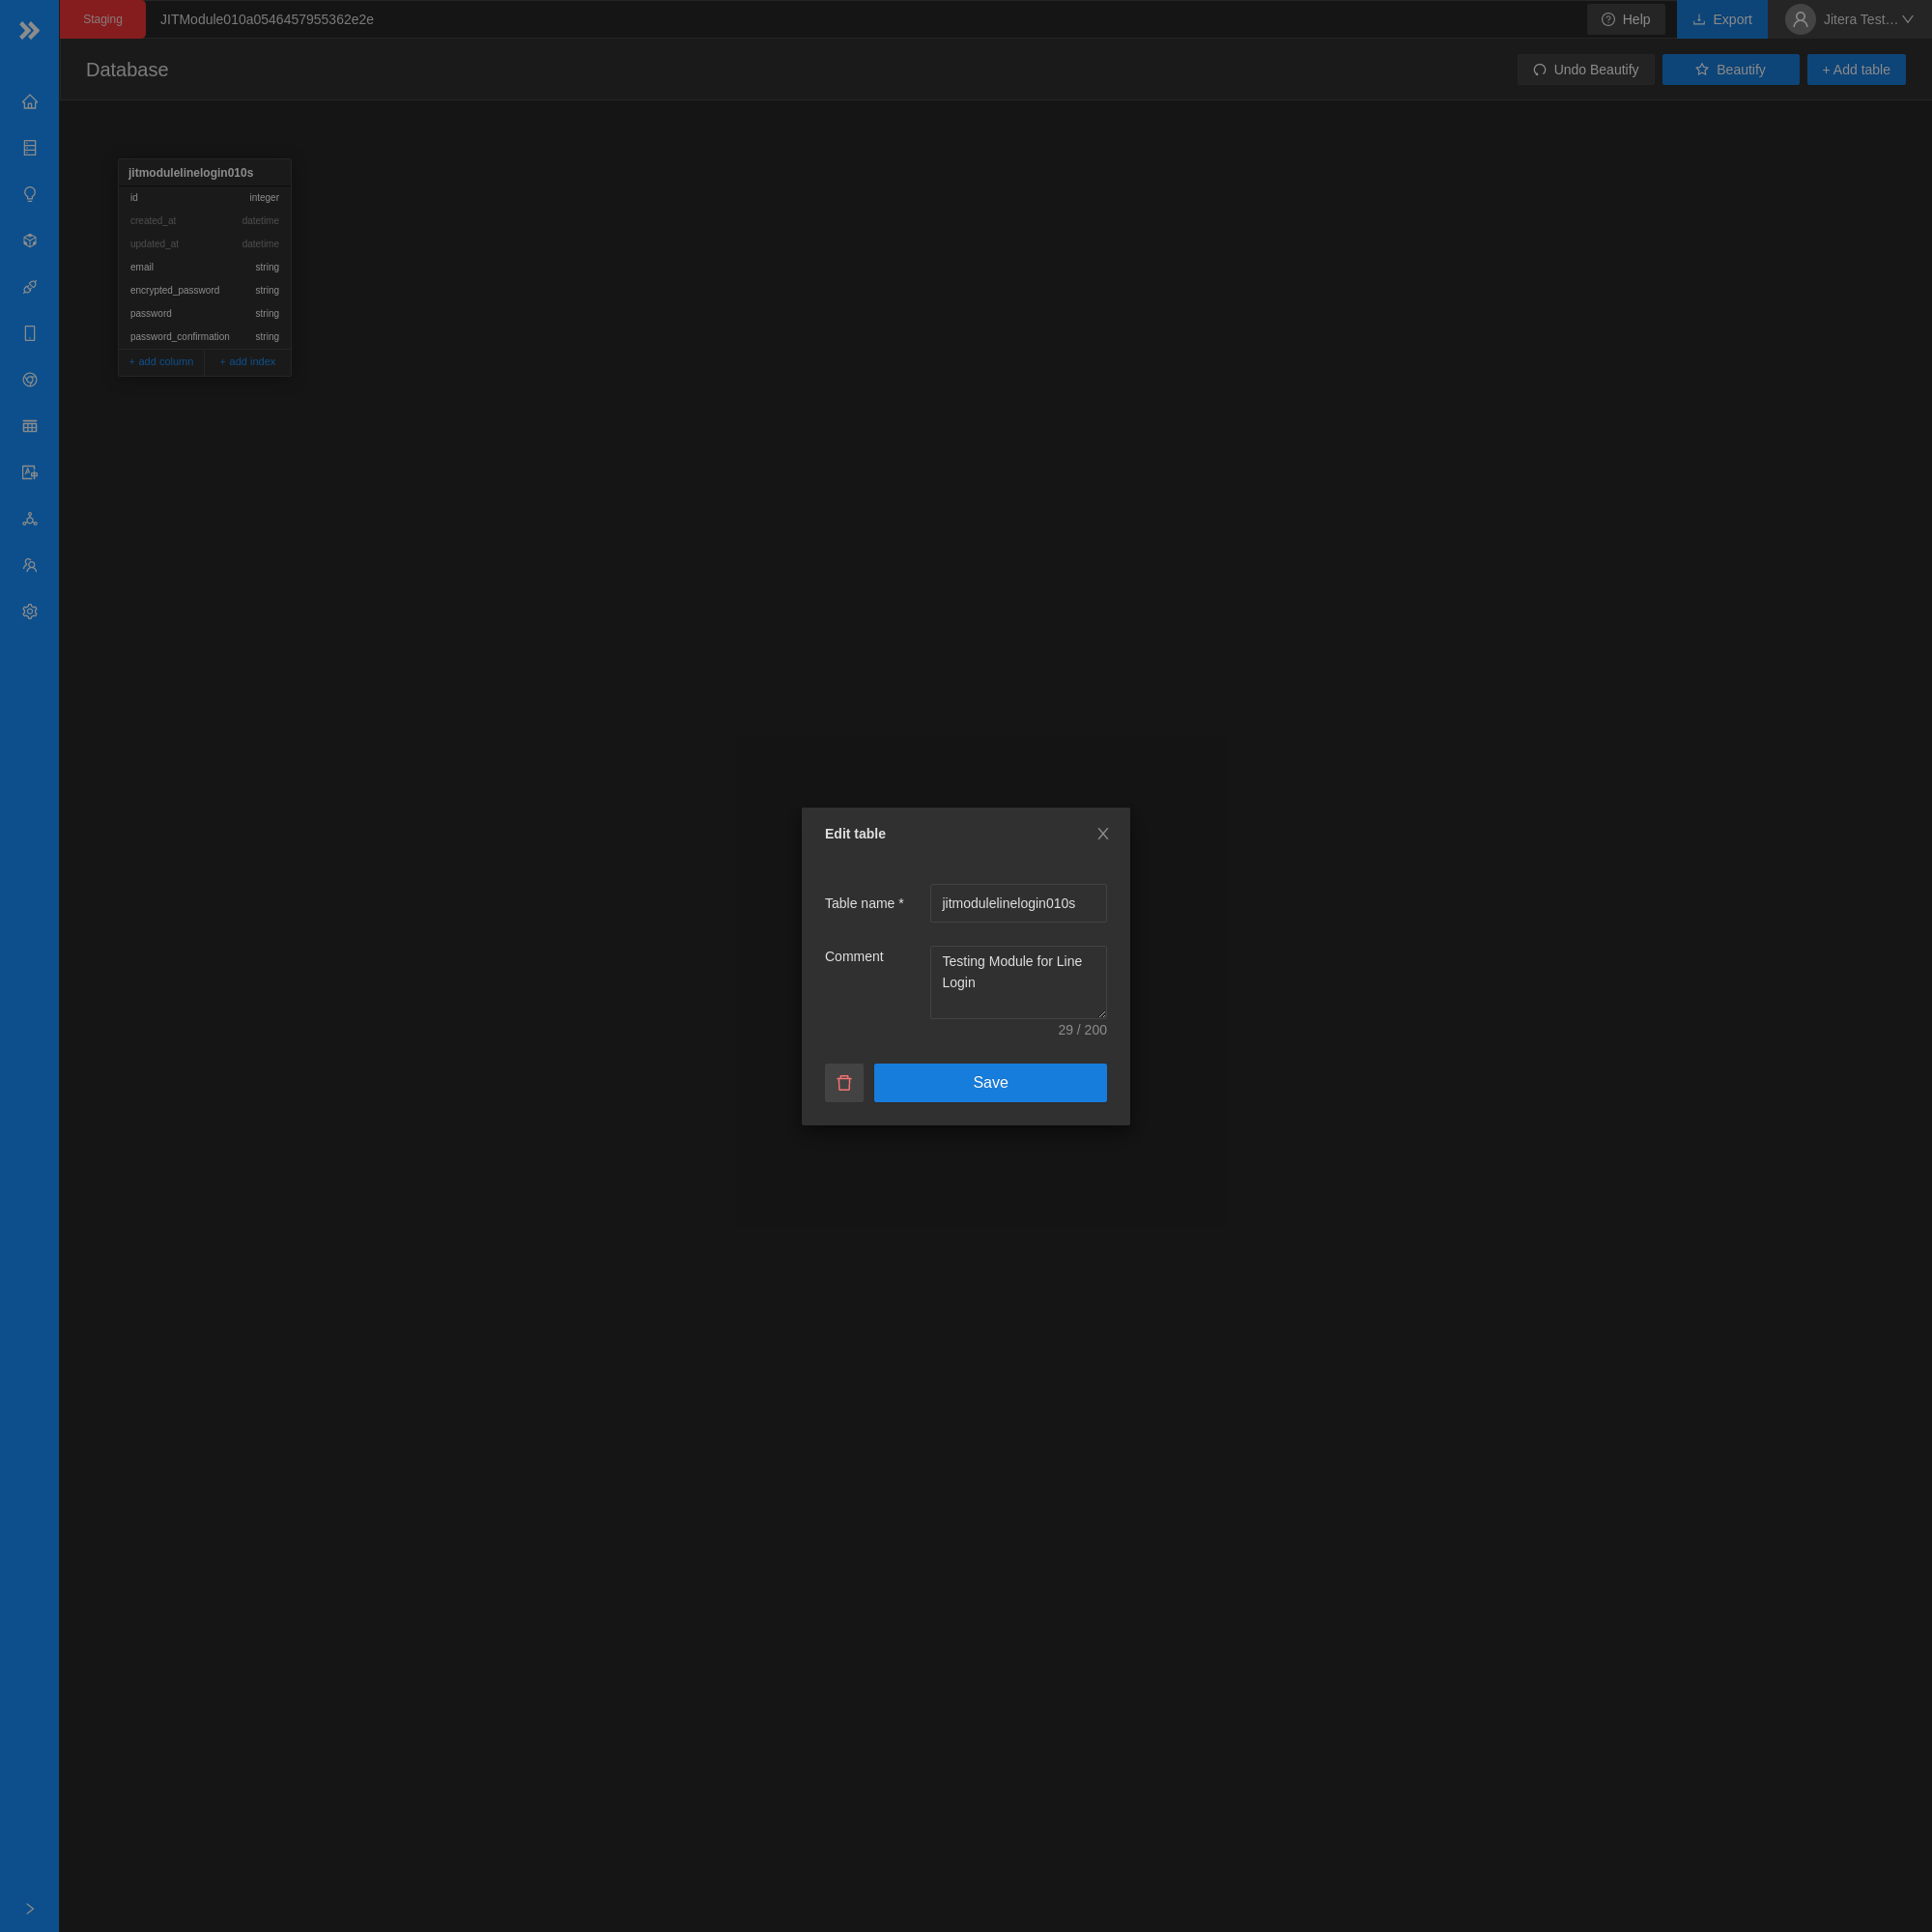 Staging JITModule010a0546457955362e2e Help Export Jitera Test…
Database Undo Beautify Beautify + Add table
jitmodulelinelogin010s
id integer
created_at datetime
updated_at datetime
email string
encrypted_password string
password string
password_confirmation string
+ add column + add index
Edit table
Table name * jitmodulelinelogin010s
Comment Testing Module for Line
Login
29 / 200
Save